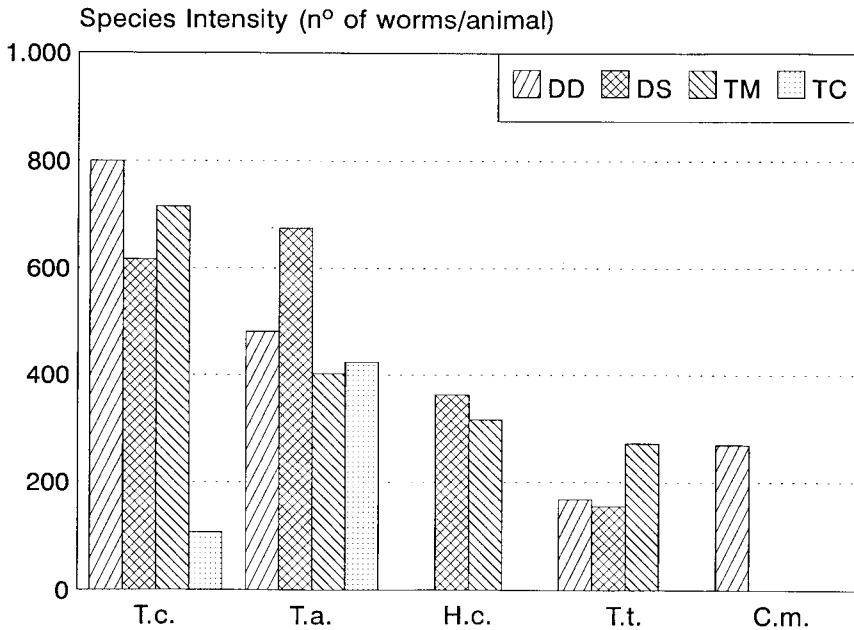 Species Intensity (nº of worms/animal)
1.000
DD DS TM TC
800
600
400
200
0
T.c. T.a. H.c. T.t. C.m.